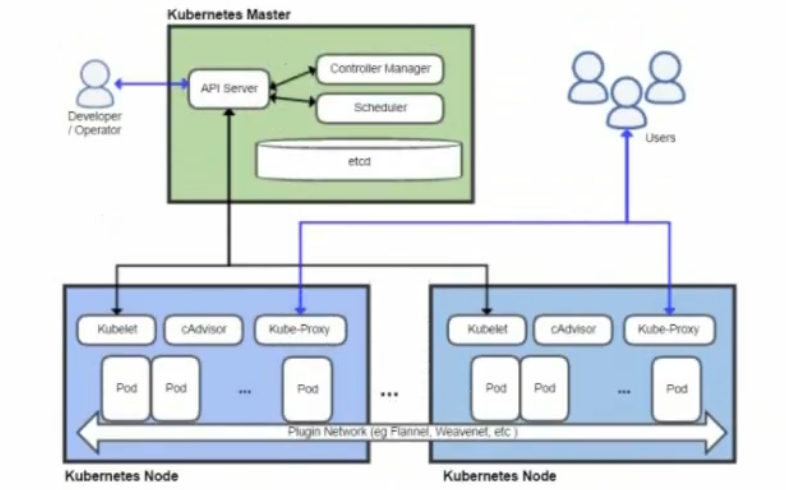 Kubernetes Master
API Server
Controller Manager
Scheduler
etcd
Developer
/ Operator
Users
Kubelet
cAdvisor
Kube-Proxy
Pod
Pod
...
Pod
Kubernetes Node
...
Kubelet
cAdvisor
Kube-Proxy
Pod
Pod
...
Pod
Plugin Network (eg Flannel, Weavenet, etc )
Kubernetes Node